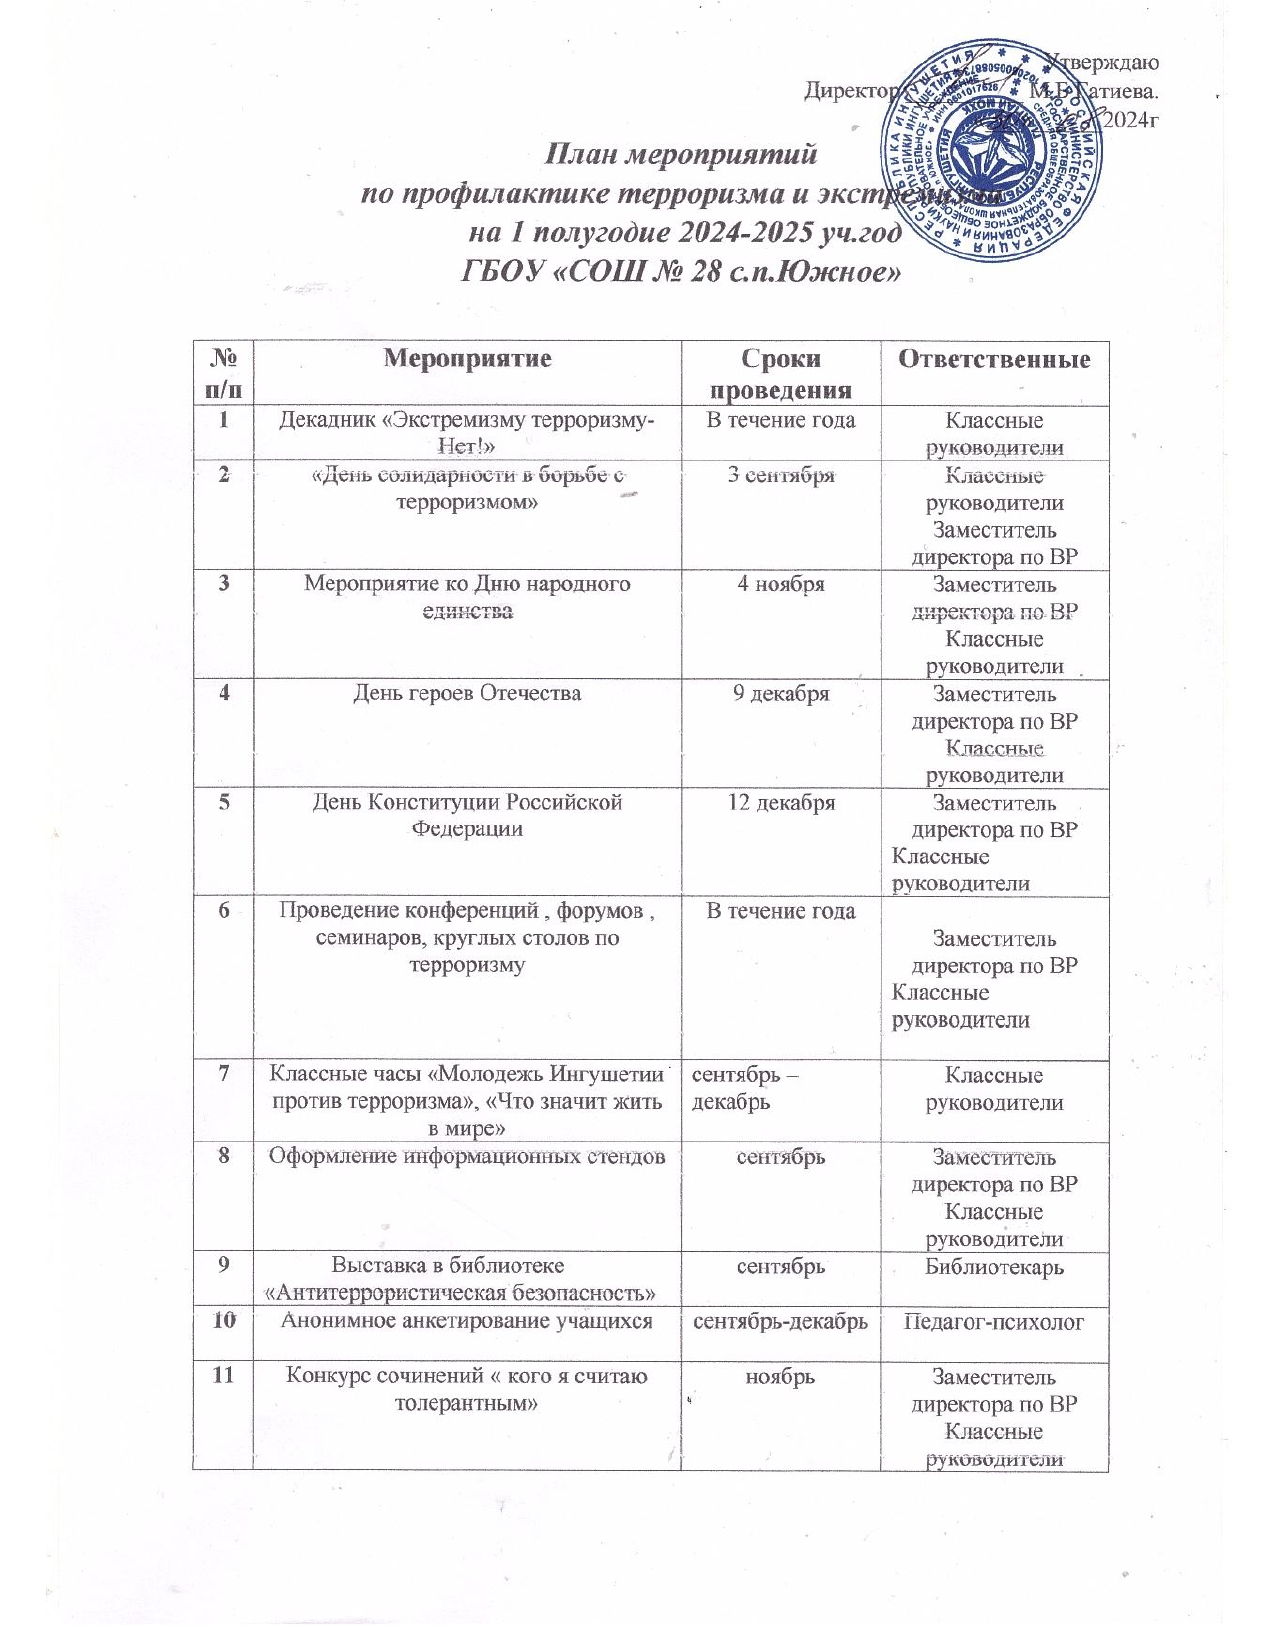 Утверждаю
Директор М.Б.Гатиева.
2024г
План мероприятий
по профилактике терроризма и экстремизма
на 1 полугодие 2024-2025 уч.год
ГБОУ «СОШ № 28 с.п.Южное»
№ п/п Мероприятие Сроки проведения Ответственные
1 Декадник «Экстремизму терроризму- В течение года Классные
Нет!» руководители
2 «День солидарности в борьбе с 3 сентября Классные
терроризмом» руководители
Заместитель
директора по ВР
3 Мероприятие ко Дню народного 4 ноября Заместитель
единства директора по ВР
Классные
руководители
4 День героев Отечества 9 декабря Заместитель
директора по ВР
Классные
руководители
5 День Конституции Российской 12 декабря Заместитель
Федерации директора по ВР
Классные
руководители
6 Проведение конференций , форумов , В течение года
семинаров, круглых столов по Заместитель
терроризму директора по ВР
Классные
руководители
7 Классные часы «Молодежь Ингушетии сентябрь – Классные
против терроризма», «Что значит жить декабрь руководители
в мире»
8 Оформление информационных стендов сентябрь Заместитель
директора по ВР
Классные
руководители
9 Выставка в библиотеке сентябрь Библиотекарь
«Антитеррористическая безопасность»
10 Анонимное анкетирование учащихся сентябрь-декабрь Педагог-психолог
11 Конкурс сочинений « кого я считаю ноябрь Заместитель
толерантным» директора по ВР
Классные
руководители